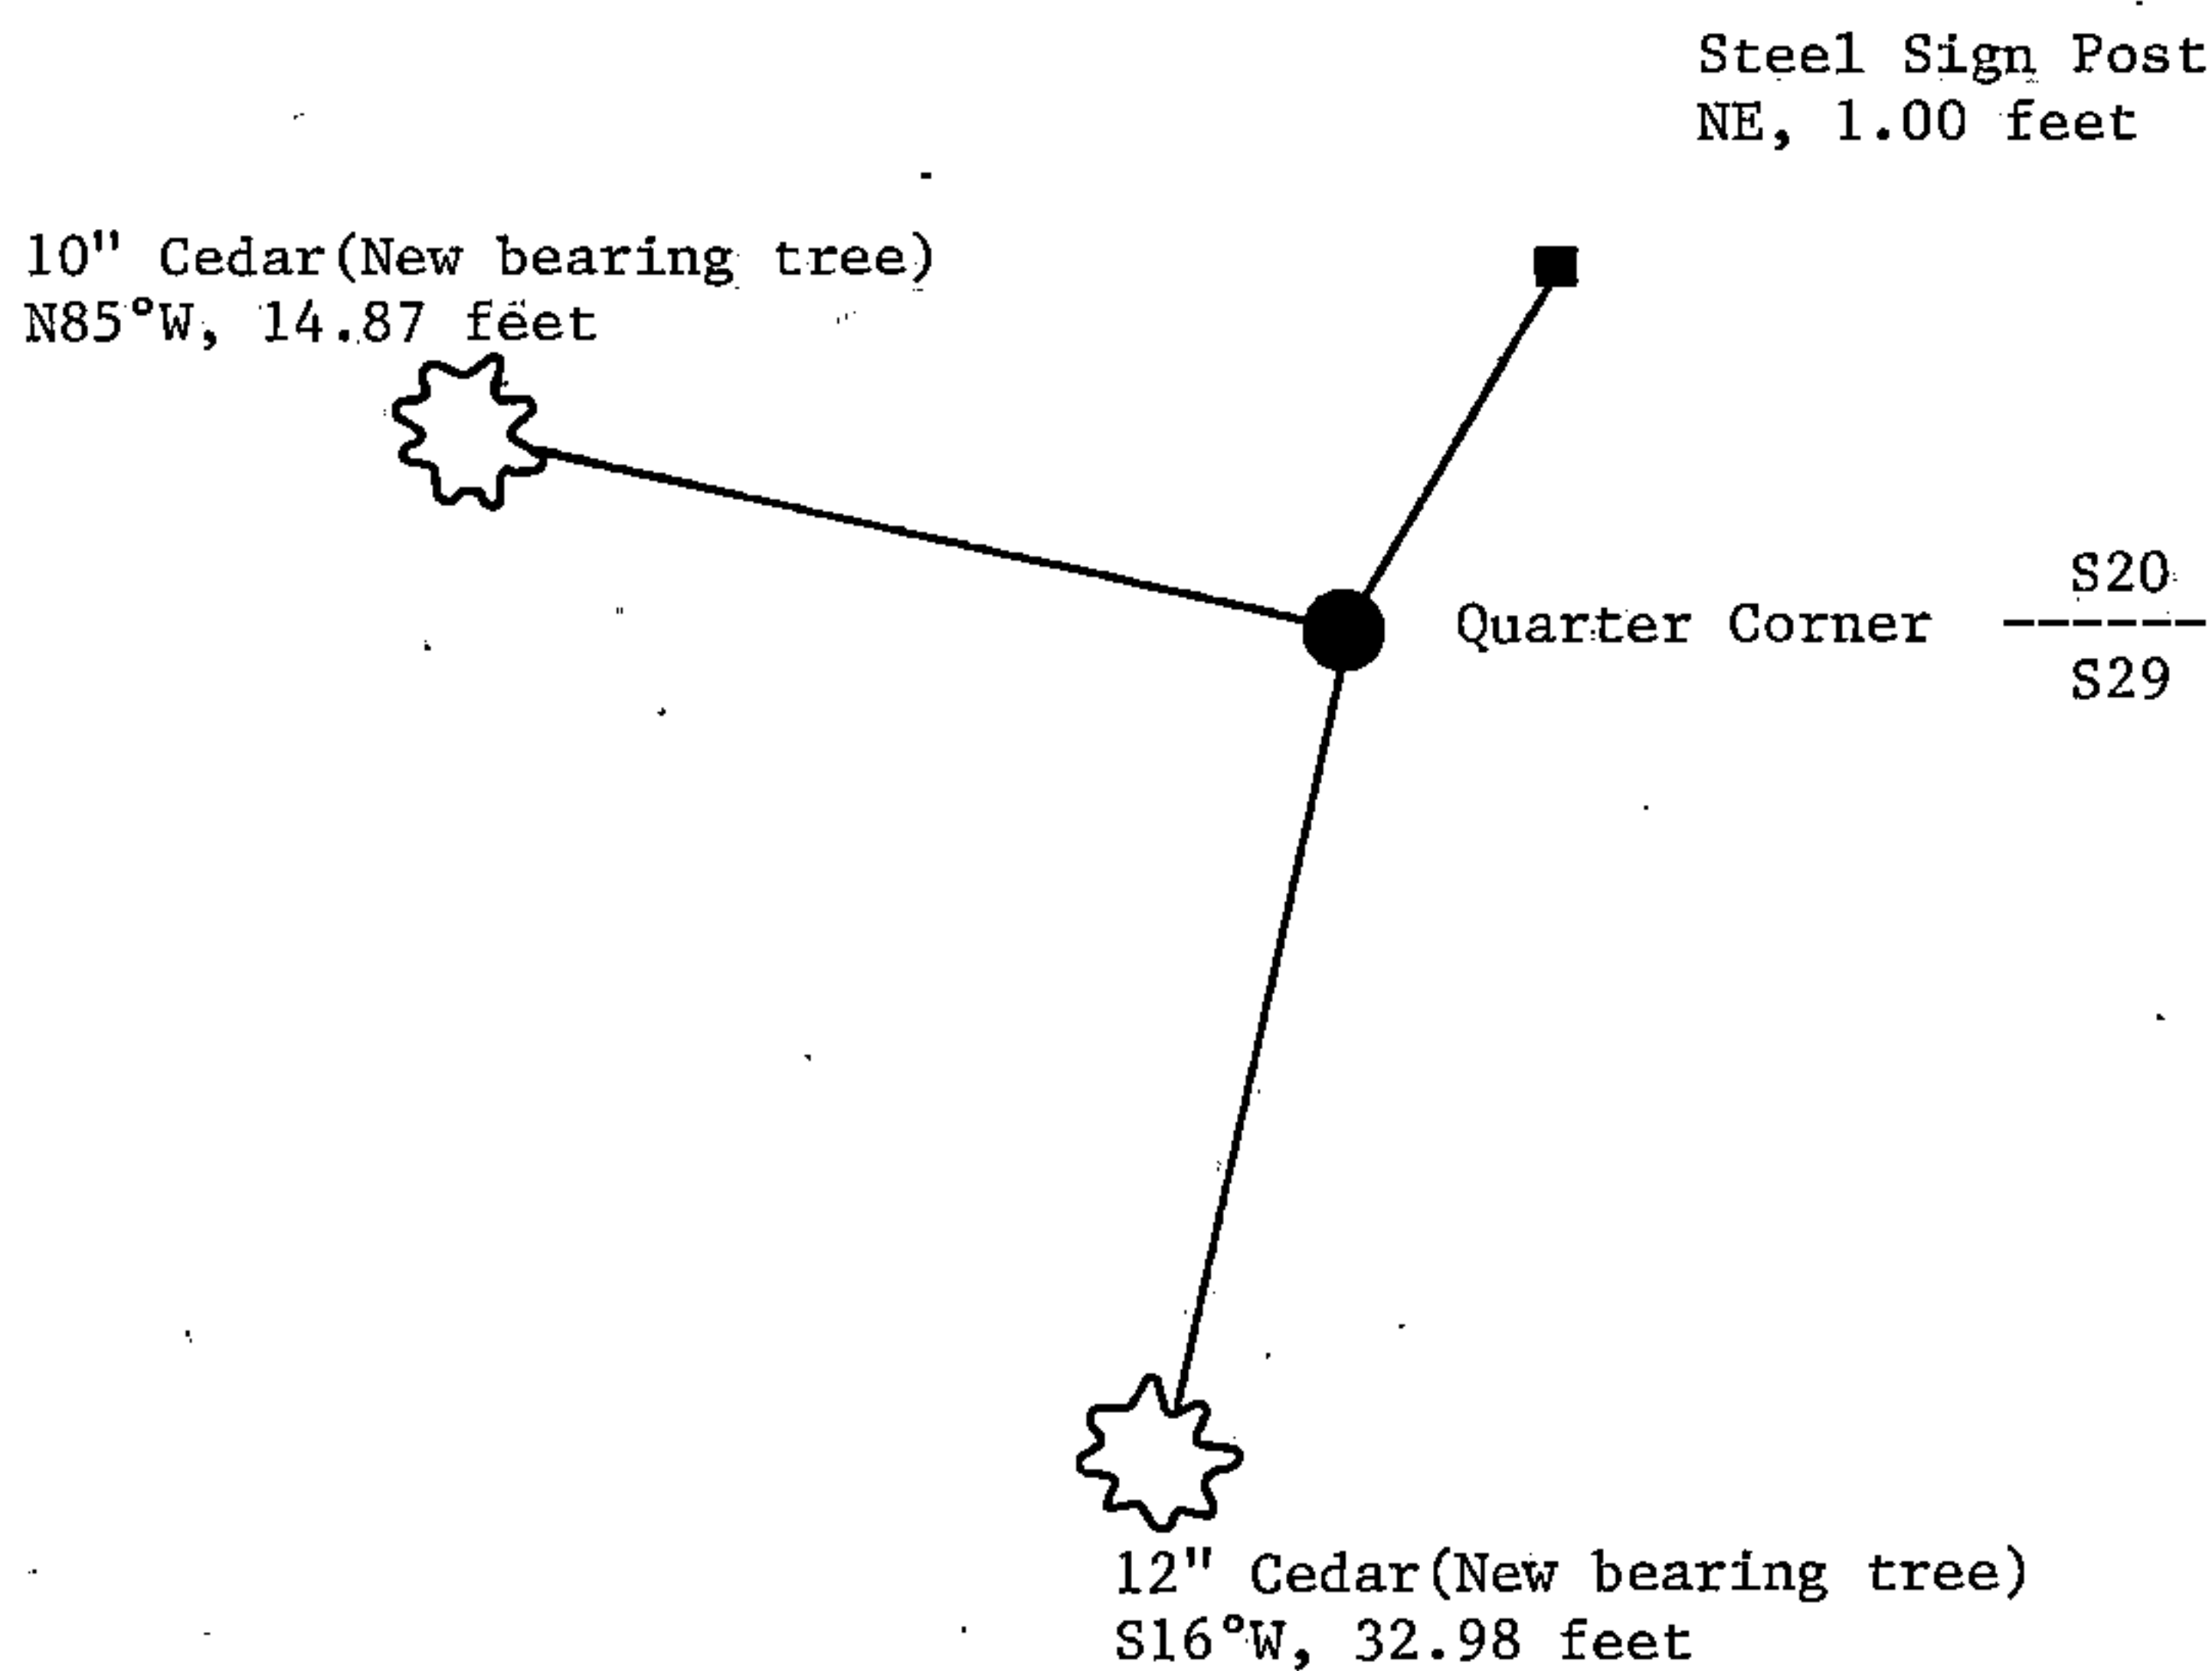 Steel Sign Post
NE, 1.00 feet
10" Cedar(New bearing tree)
N85°W, 14.87 feet
S20
Quarter Corner ------
S29
12" Cedar(New bearing tree)
S16°W, 32.98 feet